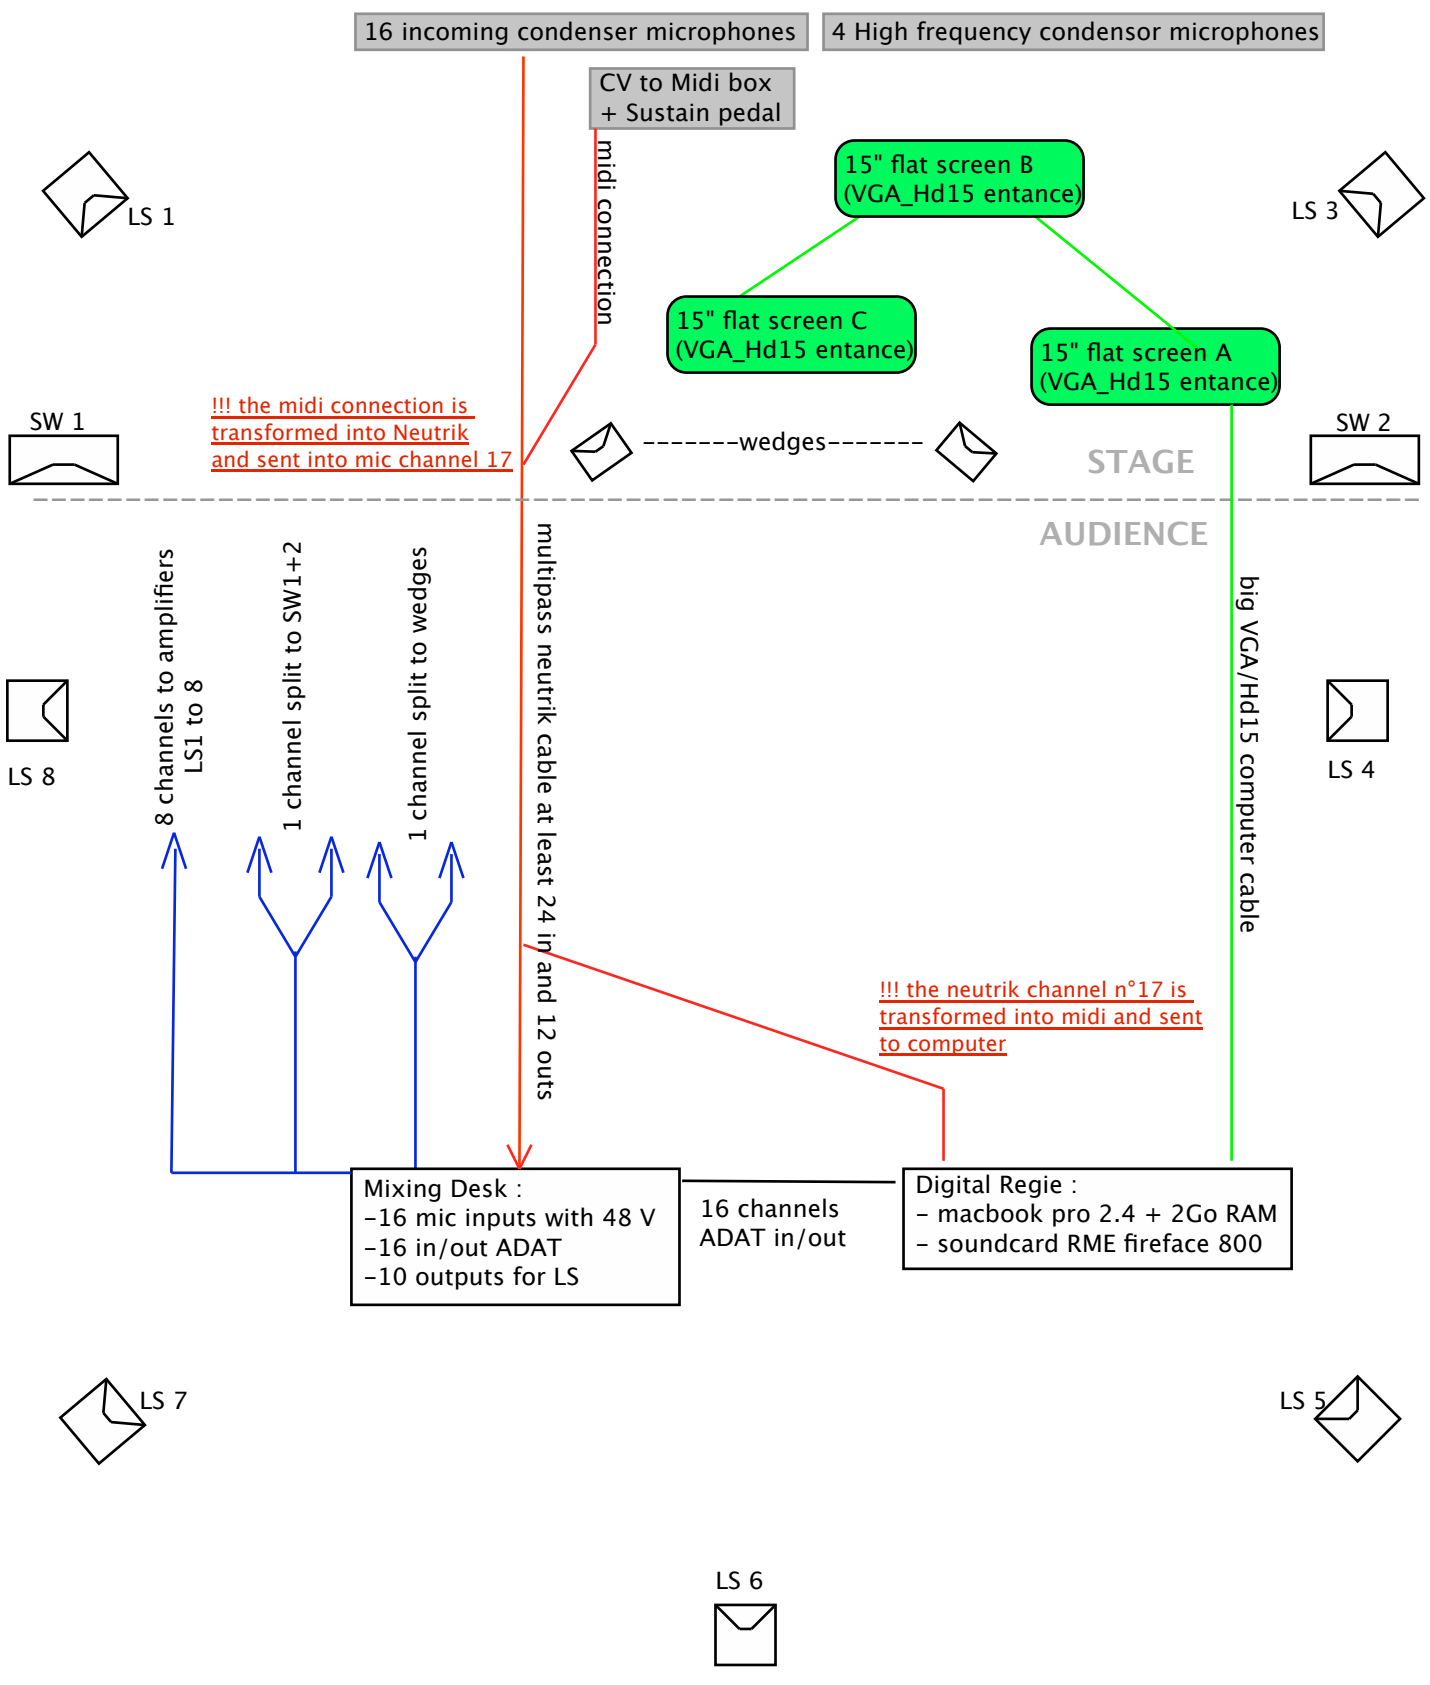 16 incoming condenser microphones
4 High frequency condensor microphones
CV to Midi box
+ Sustain pedal
midi connection
15" flat screen B
(VGA_Hd15 entance)
LS 1
LS 3
15" flat screen C
(VGA_Hd15 entance)
15" flat screen A
(VGA_Hd15 entance)
!!! the midi connection is
transformed into Neutrik
and sent into mic channel 17
SW 1
-------wedges-------
SW 2
STAGE
AUDIENCE
8 channels to amplifiers
LS1 to 8
1 channel split to SW1+2
1 channel split to wedges
multipass neutrik cable at least 24 in and 12 outs
big VGA/Hd15 computer cable
LS 8
LS 4
!!! the neutrik channel n°17 is
transformed into midi and sent
to computer
Mixing Desk :
-16 mic inputs with 48 V
-16 in/out ADAT
-10 outputs for LS
16 channels
ADAT in/out
Digital Regie :
- macbook pro 2.4 + 2Go RAM
- soundcard RME fireface 800
LS 7
LS 5
LS 6